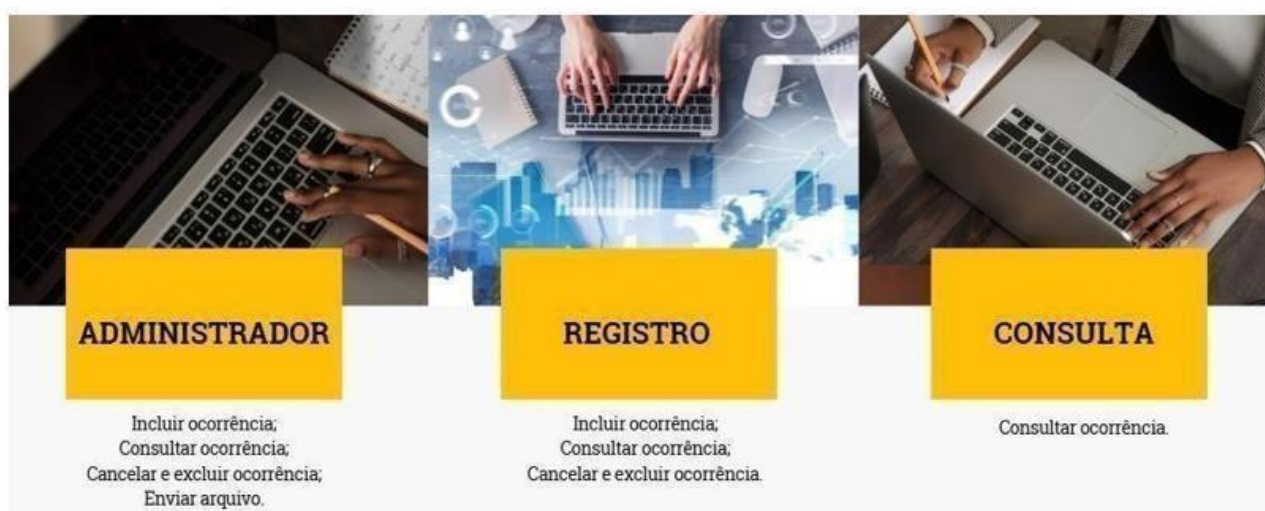 ADMINISTRADOR
Incluir ocorrência;
Consultar ocorrência;
Cancelar e excluir ocorrência;
Enviar arquivo.
REGISTRO
Incluir ocorrência;
Consultar ocorrência;
Cancelar e excluir ocorrência.
CONSULTA
Consultar ocorrência.